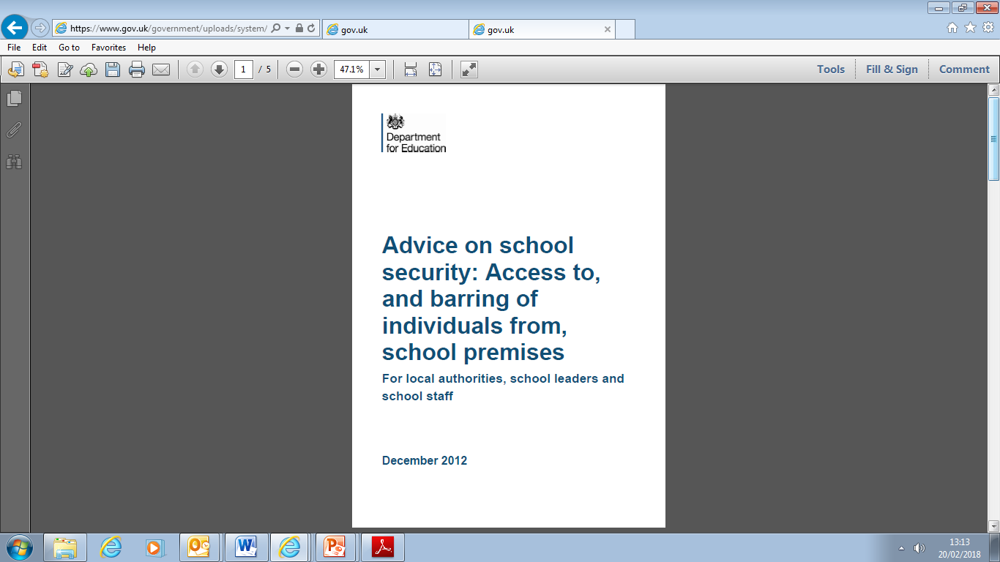 https://www.gov.uk/government/uploads/system/
gov.uk
gov.uk
File Edit Go to Favorites Help
1 / 5
47.1%
Tools Fill & Sign Comment
Department
for Education
Advice on school
security: Access to,
and barring of
individuals from,
school premises
For local authorities, school leaders and
school staff
December 2012
13:13
20/02/2018